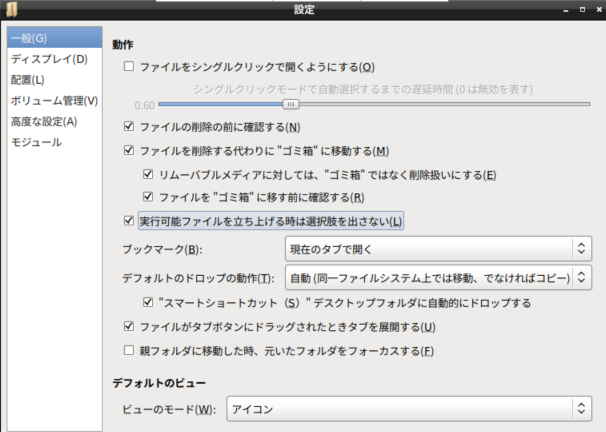 設定
一般(G)
ディスプレイ(D)
配置(L)
ボリューム管理(V)
高度な設定(A)
モジュール
動作
ファイルをシングルクリックで開くようにする(O)
シングルクリックモードで自動選択するまでの遅延時間 (0 は無効を表す)
0.60
ファイルの削除の前に確認する(N)
ファイルを削除する代わりに "ゴミ箱" に移動する(M)
リムーバブルメディアに対しては、"ゴミ箱" ではなく削除扱いにする(E)
ファイルを "ゴミ箱" に移す前に確認する(R)
実行可能ファイルを立ち上げる時は選択肢を出さない(L)
ブックマーク(B): 現在のタブで開く
デフォルトのドロップの動作(T): 自動 (同一ファイルシステム上では移動、でなければコピー)
"スマートショートカット（S）" デスクトップフォルダに自動的にドロップする
ファイルがタブボタンにドラッグされたときタブを展開する(U)
親フォルダに移動した時、元いたフォルダをフォーカスする(F)
デフォルトのビュー
ビューのモード(W): アイコン